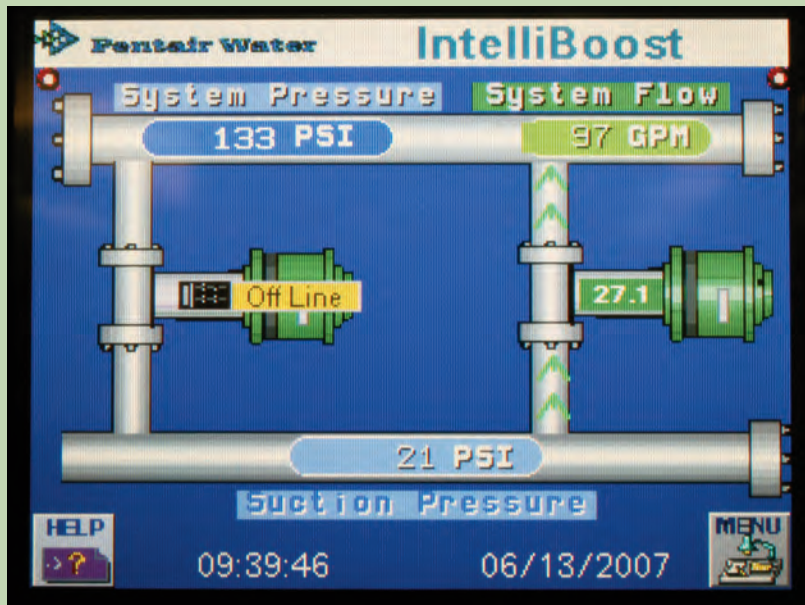 Pentair Water
IntelliBoost
System Pressure
System Flow
133 PSI
97 GPM
Off Line
27.1
21 PSI
Suction Pressure
HELP
?
MENU
09:39:46
06/13/2007